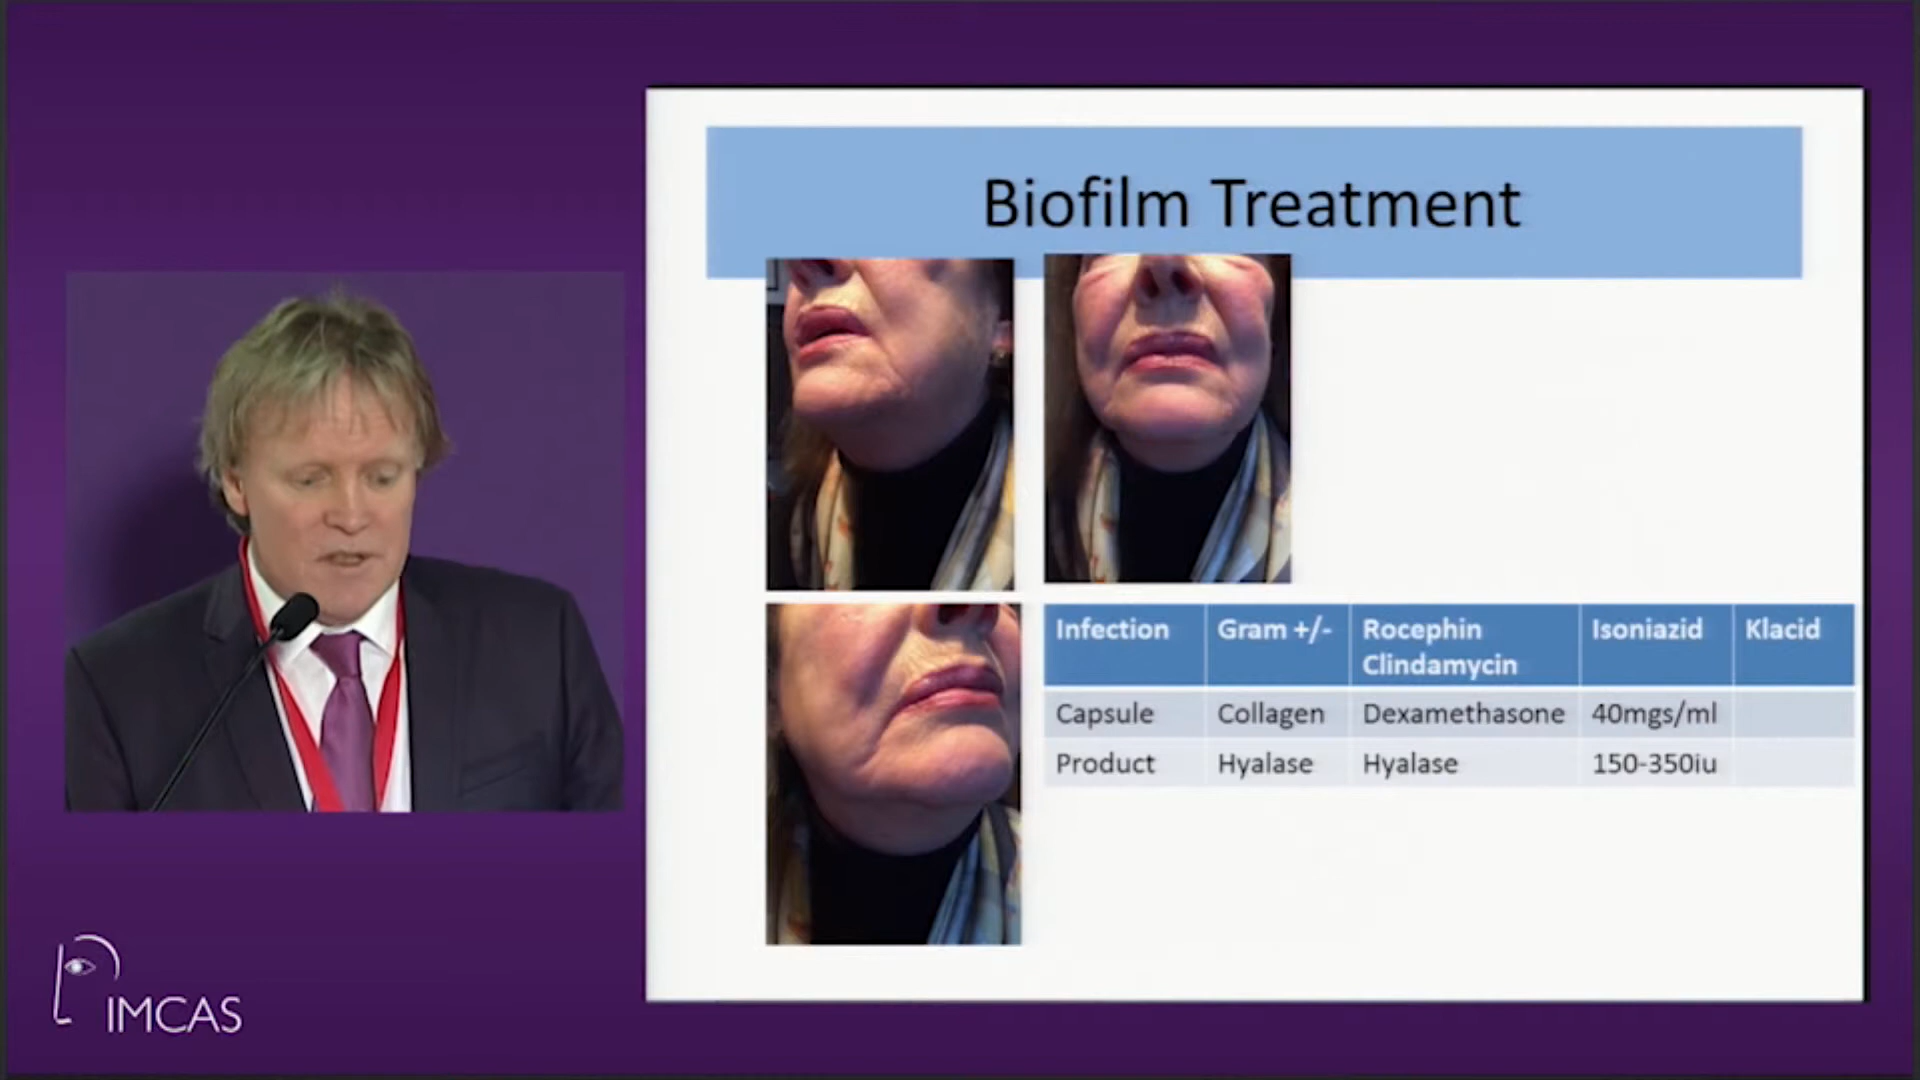 Biofilm Treatment
Infection Gram +/- Rocephin Clindamycin Isoniazid Klacid
Capsule Collagen Dexamethasone 40mgs/ml
Product Hyalase Hyalase 150-350iu
IMCAS